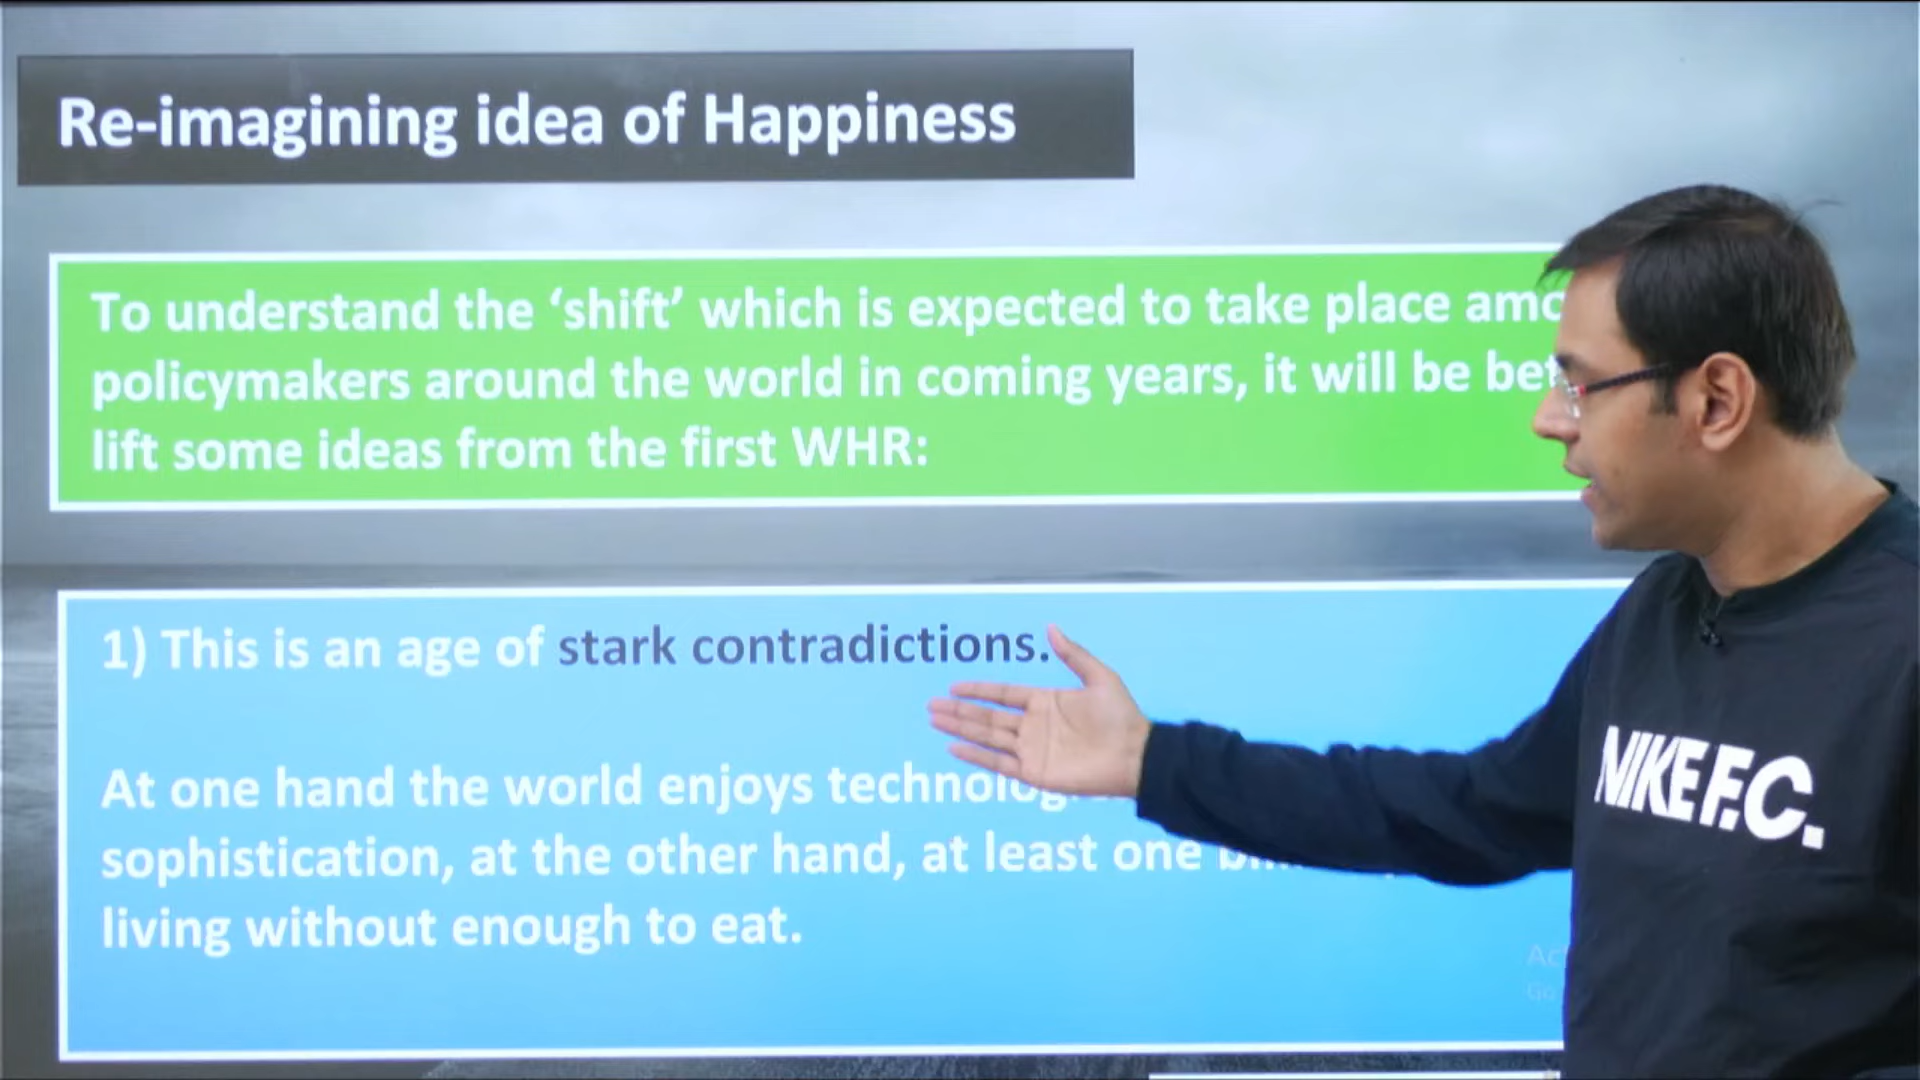 Re-imagining idea of Happiness
To understand the ‘shift’ which is expected to take place
policymakers around the world in coming years, it will be
lift some ideas from the first WHR:
1) This is an age of stark contradictions.
At one hand the world enjoys
sophistication, at the other hand, at least one
living without enough to eat.
NIKE F.C.